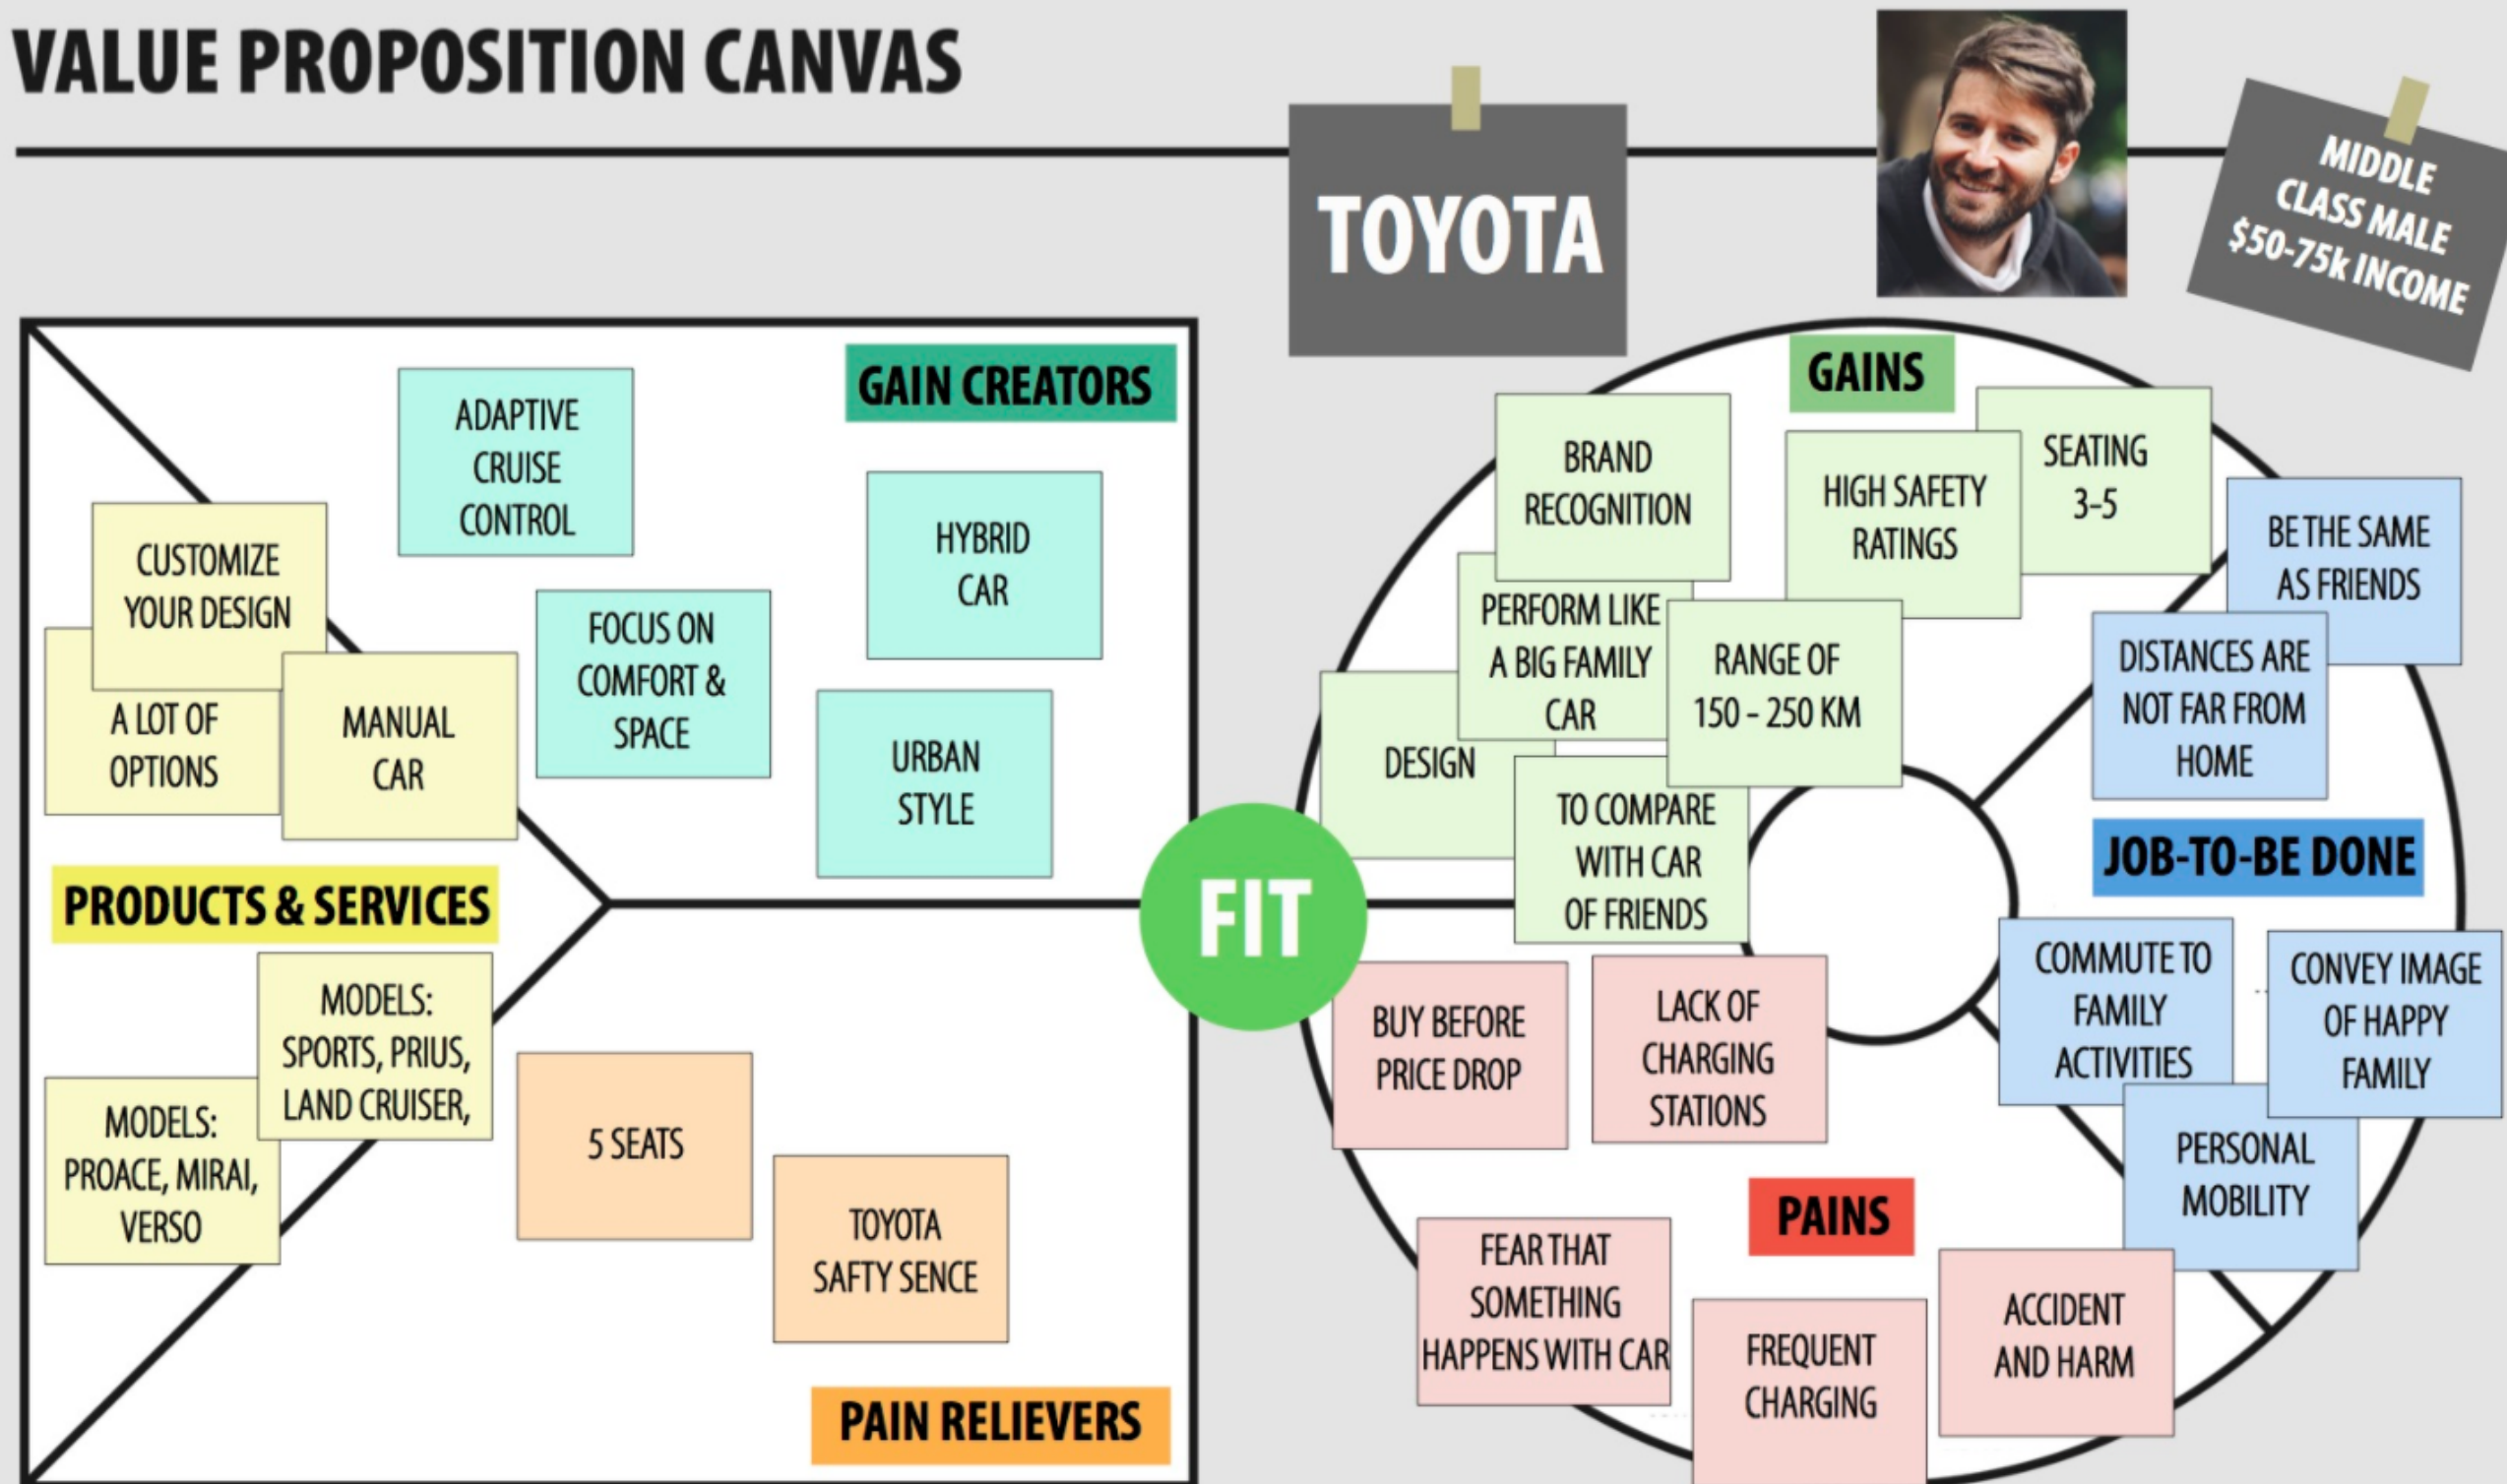 VALUE PROPOSITION CANVAS
TOYOTA
MIDDLE
CLASS MALE
$50-75k INCOME
GAIN CREATORS
ADAPTIVE
CRUISE
CONTROL
HYBRID
CAR
FOCUS ON
COMFORT &
SPACE
URBAN
STYLE
CUSTOMIZE
YOUR DESIGN
A LOT OF
OPTIONS
MANUAL
CAR
PRODUCTS & SERVICES
MODELS:
SPORTS, PRIUS,
LAND CRUISER,
MODELS:
PROACE, MIRAI,
VERSO
5 SEATS
TOYOTA
SAFTY SENCE
PAIN RELIEVERS
FIT
GAINS
BRAND
RECOGNITION
HIGH SAFETY
RATINGS
SEATING
3-5
PERFORM LIKE
A BIG FAMILY
CAR
RANGE OF
150 - 250 KM
DESIGN
TO COMPARE
WITH CAR
OF FRIENDS
BE THE SAME
AS FRIENDS
DISTANCES ARE
NOT FAR FROM
HOME
JOB-TO-BE DONE
COMMUTE TO
FAMILY
ACTIVITIES
CONVEY IMAGE
OF HAPPY
FAMILY
PERSONAL
MOBILITY
BUY BEFORE
PRICE DROP
LACK OF
CHARGING
STATIONS
PAINS
FEAR THAT
SOMETHING
HAPPENS WITH CAR
FREQUENT
CHARGING
ACCIDENT
AND HARM